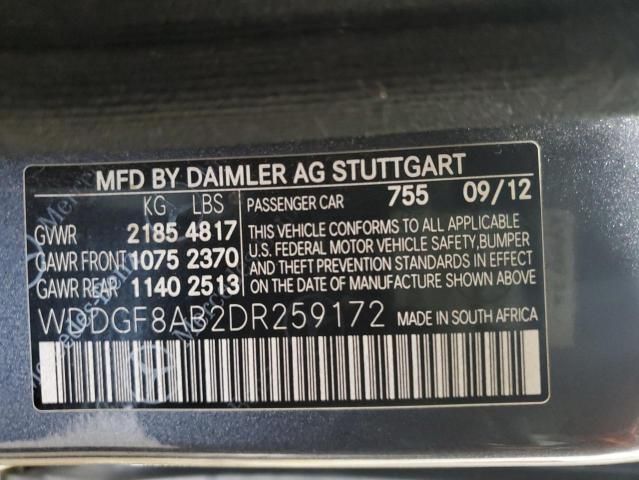 MFD BY DAIMLER AG STUTTGART
KG LBS PASSENGER CAR 755 09/12
GVWR 2185 4817
GAWR FRONT 1075 2370
GAWR REAR 1140 2513
THIS VEHICLE CONFORMS TO ALL APPLICABLE
U.S. FEDERAL MOTOR VEHICLE SAFETY, BUMPER
AND THEFT PREVENTION STANDARDS IN EFFECT
ON THE DATE OF MANUFACTURE SHOWN ABOVE.
WDDGF8AB2DR259172 MADE IN SOUTH AFRICA